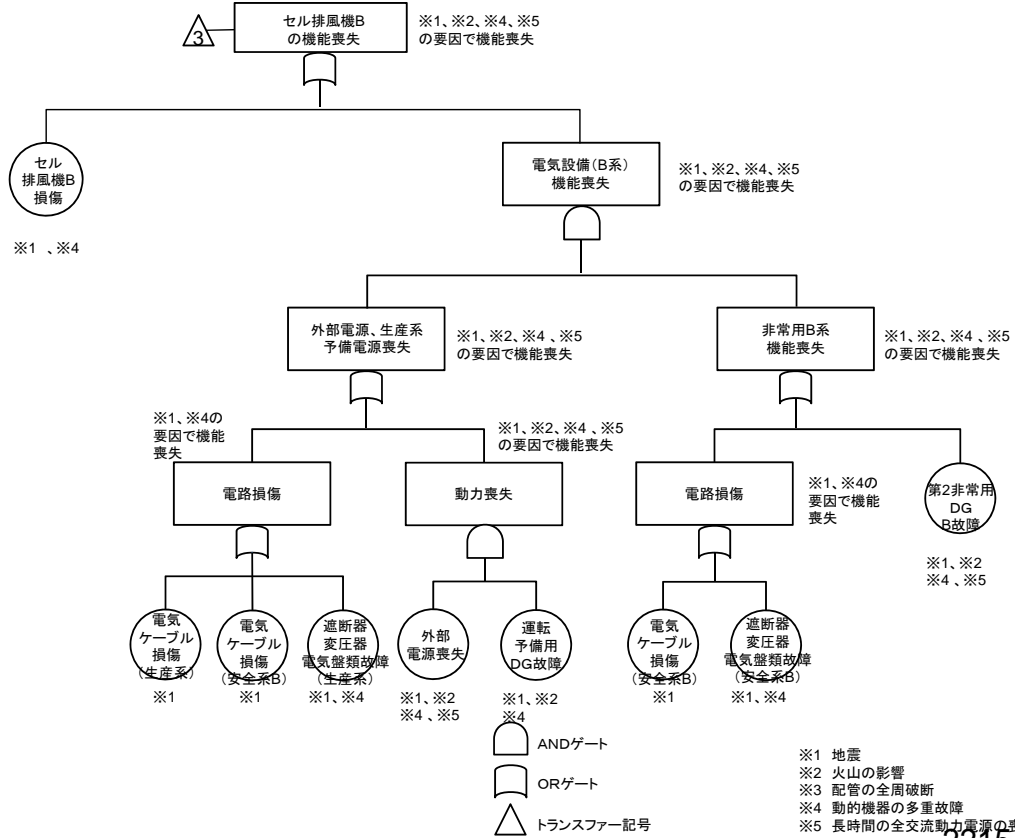 セル排風機B
の機能喪失
※1、※2、※4、※5
の要因で機能喪失
3
セル
排風機B
損傷
※1 、※4
電気設備(B系)
機能喪失
※1、※2、※4、※5
の要因で機能喪失
外部電源、生産系
予備電源喪失
※1、※2、※4 、※5
の要因で機能喪失
非常用B系
機能喪失
※1、※2、※4 、※5
の要因で機能喪失
※1、※4の
要因で機能
喪失
電路損傷
※1、※2、※4 、※5
の要因で機能喪失
動力喪失
電路損傷
※1、※4の
要因で機能
喪失
第2非常用
DG
B故障
※1、※2
※4 、※5
電気
ケーブル
損傷
(生産系)
※1
電気
ケーブル
損傷
(安全系B)
※1
遮断器
変圧器
電気盤類故障
(生産系)
※1、※4
外部
電源喪失
※1、※2
※4 、※5
運転
予備用
DG故障
※1、※2
※4
電気
ケーブル
損傷
(安全系B)
※1
遮断器
変圧器
電気盤類故障
(安全系B)
※1、※4
ANDゲート
ORゲート
トランスファー記号
※1 地震
※2 火山の影響
※3 配管の全周破断
※4 動的機器の多重故障
※5 長時間の全交流動力電源の喪